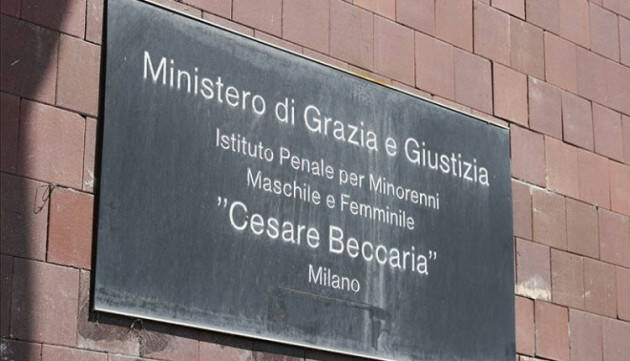 Ministero di Grazia e Giustizia
Istituto Penale per Minorenni
Maschile e Femminile
"Cesare Beccaria"
Milano